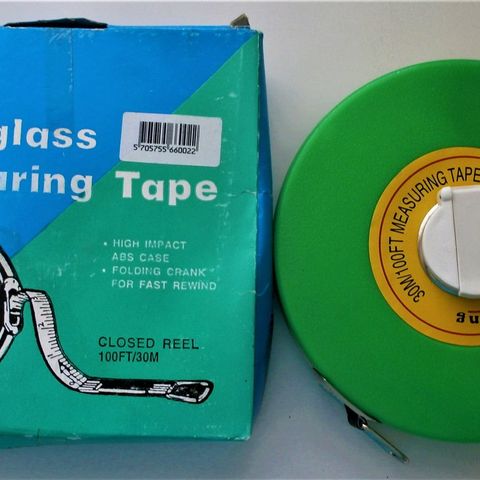 glass
5 705755 660022
uring Tape
• HIGH IMPACT
ABS CASE
• FOLDING CRANK
FOR FAST REWIND
CLOSED REEL
100FT/30M
30M/100FT MEASURING TAPE